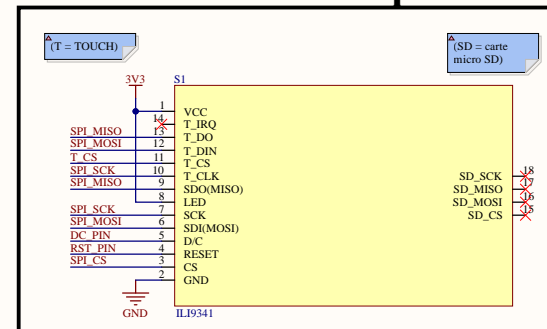 (T = TOUCH)
(SD = carte
micro SD)
3V3
S1
1 VCC
14 T_IRQ
SPI_MISO 13 T_DO
SPI_MOSI 12 T_DIN
T_CS 11 T_CS
SPI_SCK 10 T_CLK
SPI_MISO 9 SDO(MISO)
8 LED
SPI_SCK 7 SCK
SPI_MOSI 6 SDI(MOSI)
DC_PIN 5 D/C
RST_PIN 4 RESET
SPI_CS 3 CS
2 GND
SD_SCK 18
SD_MISO 17
SD_MOSI 16
SD_CS 15
GND
ILI9341